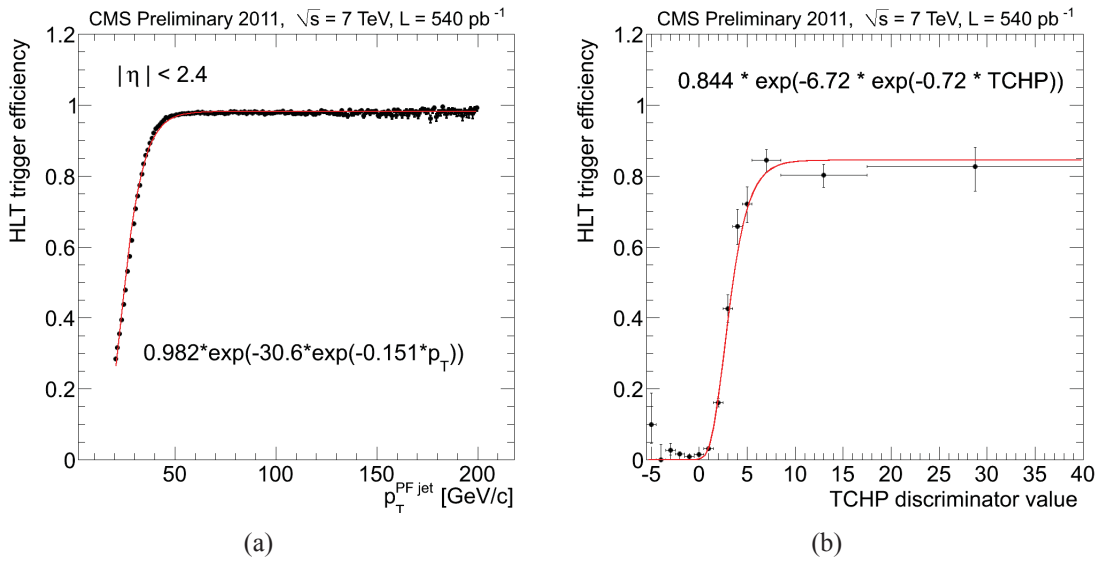 CMS Preliminary 2011, √s = 7 TeV, L = 540 pb⁻¹
HLT trigger efficiency
1.2
1
0.8
0.6
0.4
0.2
0
|η| < 2.4
0.982*exp(-30.6*exp(-0.151*p_T))
50 100 150 200
p_T^PF jet [GeV/c]
(a)
CMS Preliminary 2011, √s = 7 TeV, L = 540 pb⁻¹
HLT trigger efficiency
1.2
1
0.8
0.6
0.4
0.2
0
0.844 * exp(-6.72 * exp(-0.72 * TCHP))
-5 0 5 10 15 20 25 30 35 40
TCHP discriminator value
(b)